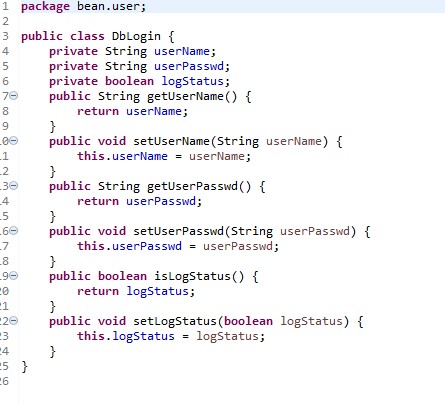 1 package bean.user;
2
3 public class DbLogin {
4 private String userName;
5 private String userPasswd;
6 private boolean logStatus;
7 public String getUserName() {
8 return userName;
9 }
10 public void setUserName(String userName) {
11 this.userName = userName;
12 }
13 public String getUserPasswd() {
14 return userPasswd;
15 }
16 public void setUserPasswd(String userPasswd) {
17 this.userPasswd = userPasswd;
18 }
19 public boolean isLogStatus() {
20 return logStatus;
21 }
22 public void setLogStatus(boolean logStatus) {
23 this.logStatus = logStatus;
24 }
25 }
26